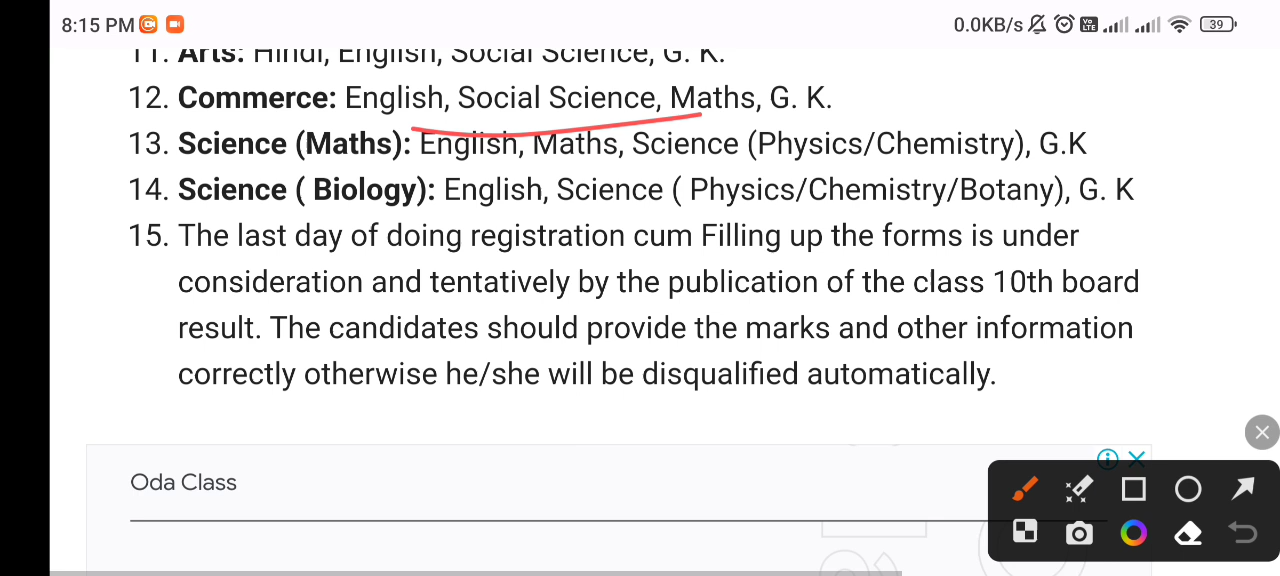 8:15 PM 0.0KB/s Vo LTE 39
11. Arts: Hindi, English, Social Science, G. K.
12. Commerce: English, Social Science, Maths, G. K.
13. Science (Maths): English, Maths, Science (Physics/Chemistry), G.K
14. Science ( Biology): English, Science ( Physics/Chemistry/Botany), G. K
15. The last day of doing registration cum Filling up the forms is under
consideration and tentatively by the publication of the class 10th board
result. The candidates should provide the marks and other information
correctly otherwise he/she will be disqualified automatically.
Oda Class